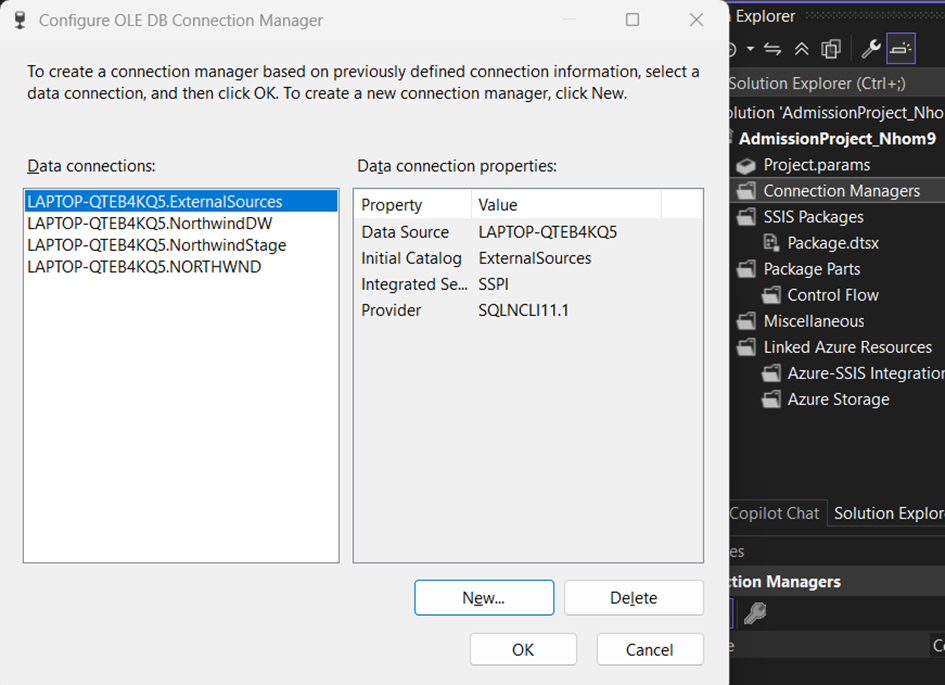 Configure OLE DB Connection Manager
To create a connection manager based on previously defined connection information, select a
data connection, and then click OK. To create a new connection manager, click New.
Data connections:
LAPTOP-QTEB4KQ5.ExternalSources
LAPTOP-QTEB4KQ5.NorthwindDW
LAPTOP-QTEB4KQ5.NorthwindStage
LAPTOP-QTEB4KQ5.NORTHWND
Data connection properties:
Property Value
Data Source LAPTOP-QTEB4KQ5
Initial Catalog ExternalSources
Integrated Se... SSPI
Provider SQLNCLI11.1
New... Delete
OK Cancel
Explorer
Solution Explorer (Ctrl+;)
olution 'AdmissionProject_Nho
AdmissionProject_Nhom9
Project.params
Connection Managers
SSIS Packages
Package.dtsx
Package Parts
Control Flow
Miscellaneous
Linked Azure Resources
Azure-SSIS Integration
Azure Storage
Copilot Chat Solution Explor
es
ction Managers
e Co